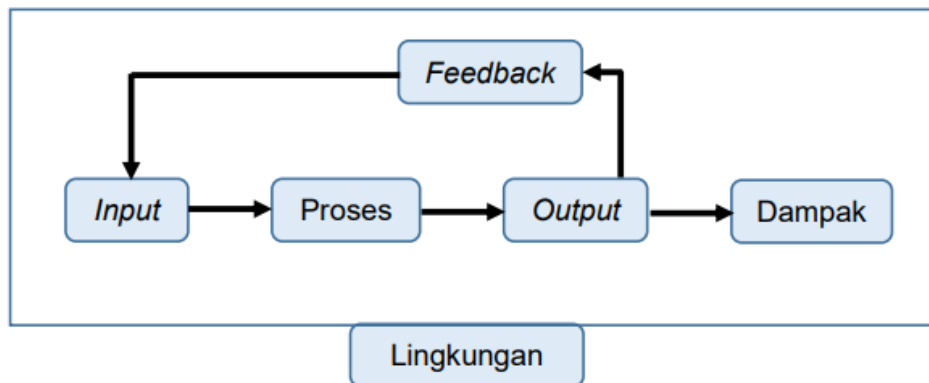 Feedback
Input
Proses
Output
Dampak
Lingkungan